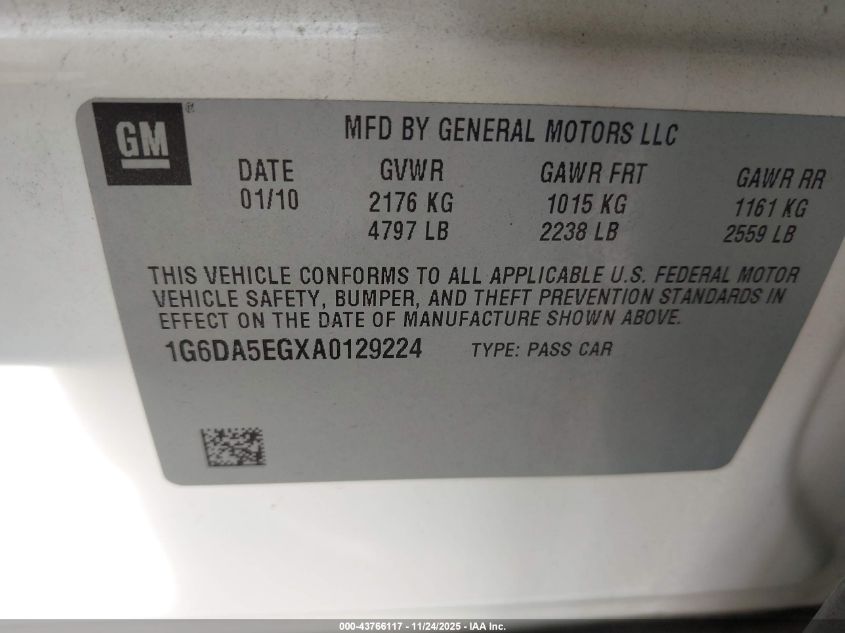 GM ®
MFD BY GENERAL MOTORS LLC
DATE GVWR GAWR FRT GAWR RR
01/10 2176 KG 1015 KG 1161 KG
4797 LB 2238 LB 2559 LB
THIS VEHICLE CONFORMS TO ALL APPLICABLE U.S. FEDERAL MOTOR
VEHICLE SAFETY, BUMPER, AND THEFT PREVENTION STANDARDS IN
EFFECT ON THE DATE OF MANUFACTURE SHOWN ABOVE.
1G6DA5EGXA0129224 TYPE: PASS CAR
000-43766117 - 11/24/2025 - IAA Inc.